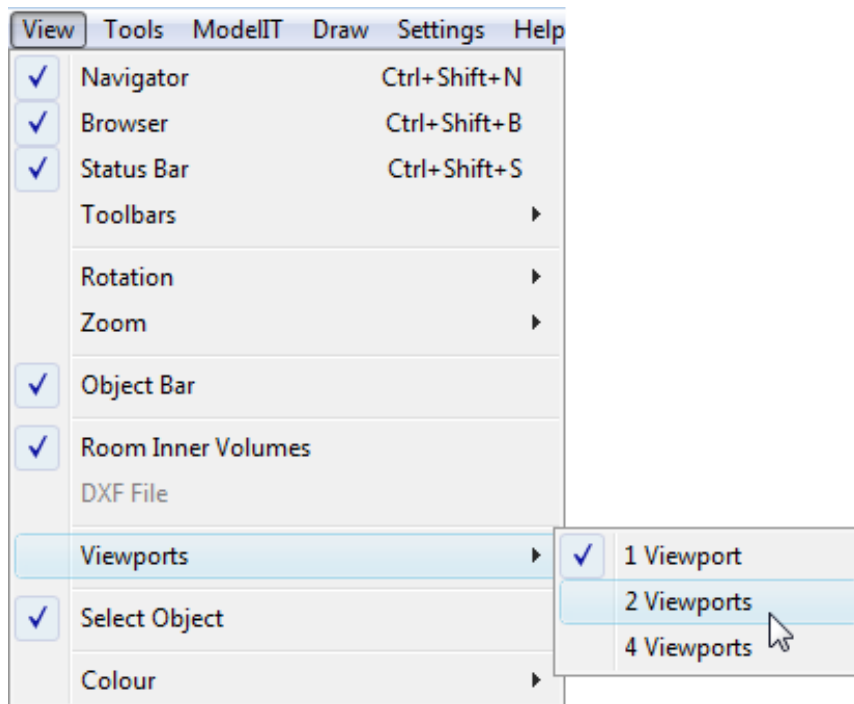 View Tools ModelIT Draw Settings Help
Navigator Ctrl+Shift+N
Browser Ctrl+Shift+B
Status Bar Ctrl+Shift+S
Toolbars
Rotation
Zoom
Object Bar
Room Inner Volumes
DXF File
Viewports
1 Viewport
2 Viewports
4 Viewports
Select Object
Colour